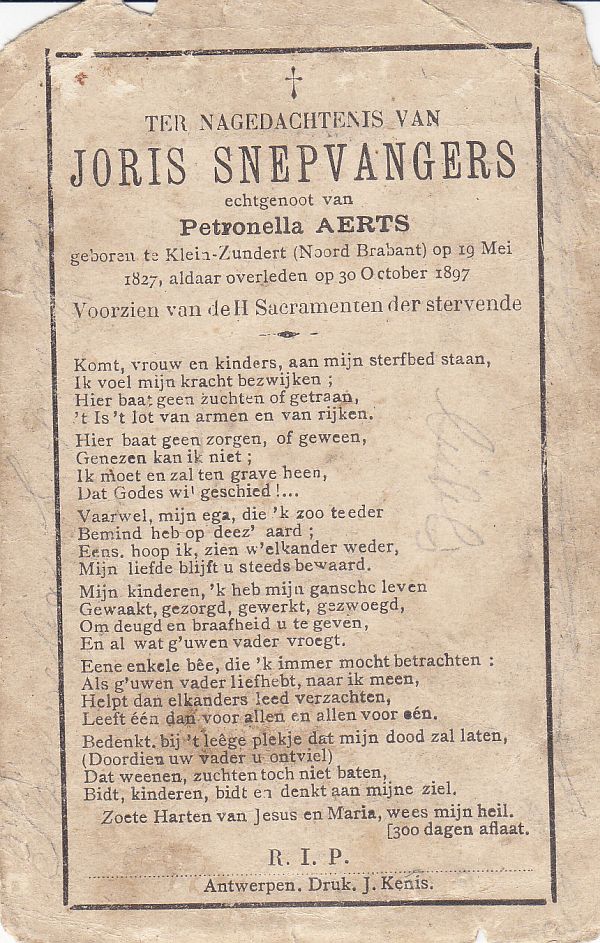 TER NAGEDACHTENIS VAN
JORIS SNEPVANGERS
echtgenoot van
Petronella AERTS
geboren te Klein-Zundert (Noord Brabant) op 19 Mei
1827, aldaar overleden op 30 October 1897
Voorzien van de H Sacramenten der stervende
Komt, vrouw en kinders, aan mijn sterfbed staan,
Ik voel mijn kracht bezwijken ;
Hier baat geen zuchten of getraan,
't Is 't lot van armen en van rijken.
Hier baat geen zorgen, of geween,
Genezen kan ik niet ;
Ik moet en zal ten grave heen,
Dat Godes wil geschied !...
Vaarwel, mijn ega, die 'k zoo teeder
Bemind heb op deez' aard ;
Eens. hoop ik, zien w'elkander weder,
Mijn liefde blijft u steeds bewaard.
Mijn kinderen, 'k heb mijn gansche leven
Gewaakt, gezorgd, gewerkt, gezwoegd,
Om deugd en braafheid u te geven,
En al wat g'uwen vader vroegt.
Eene enkele bêe, die 'k immer mocht betrachten :
Als g'uwen vader liefhebt, naar ik meen,
Helpt dan elkanders leed verzachten,
Leeft één dan voor allen en allen voor eén.
Bedenkt. bij 't leêge plekje dat mijn dood zal laten,
(Doordien uw vader u ontviel)
Dat weenen, zuchten toch niet baten,
Bidt, kinderen, bidt en denkt aan mijne ziel.
Zoete Harten van Jesus en Maria, wees mijn heil.
[300 dagen aflaat.
R. I. P.
Antwerpen. Druk. J. Kenis.